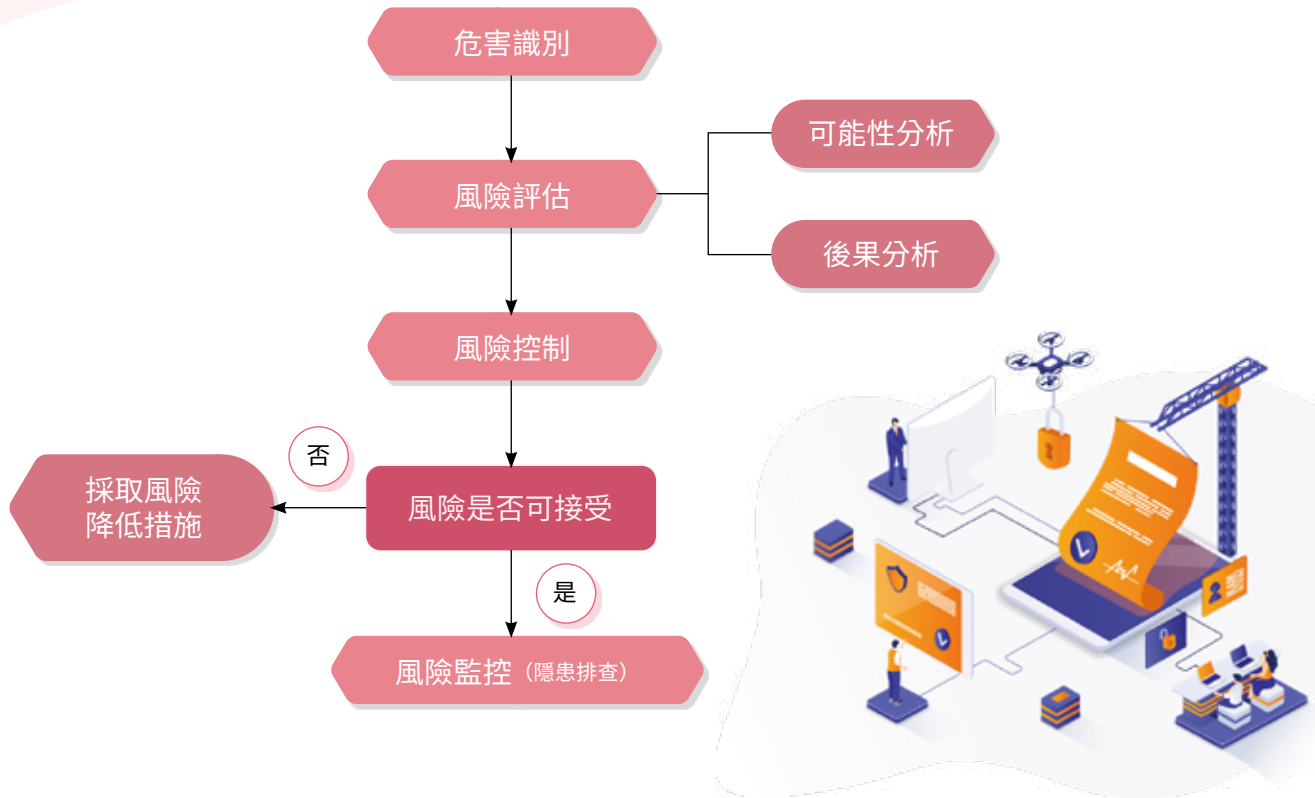 危害識別
可能性分析
風險評估
後果分析
風險控制
否
採取風險
降低措施
風險是否可接受
是
風險監控（隱患排查）